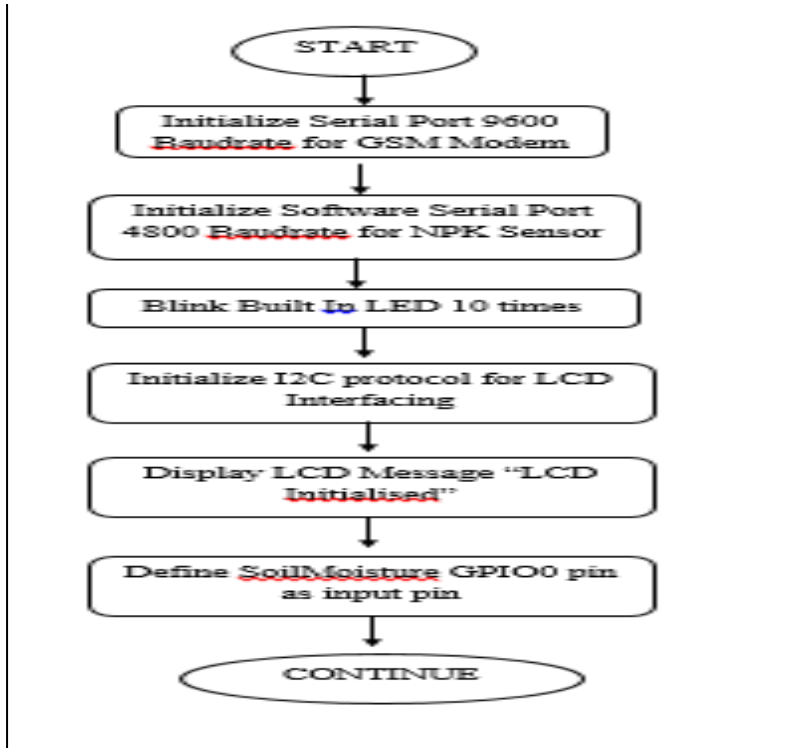 START
Initialize Serial Port 9600
Baudrate for GSM Modem
Initialize Software Serial Port
4800 Baudrate for NPK Sensor
Blink Built In LED 10 times
Initialize I2C protocol for LCD
Interfacing
Display LCD Message “LCD
Initialised”
Define SoilMoisture GPIO0 pin
as input pin
CONTINUE